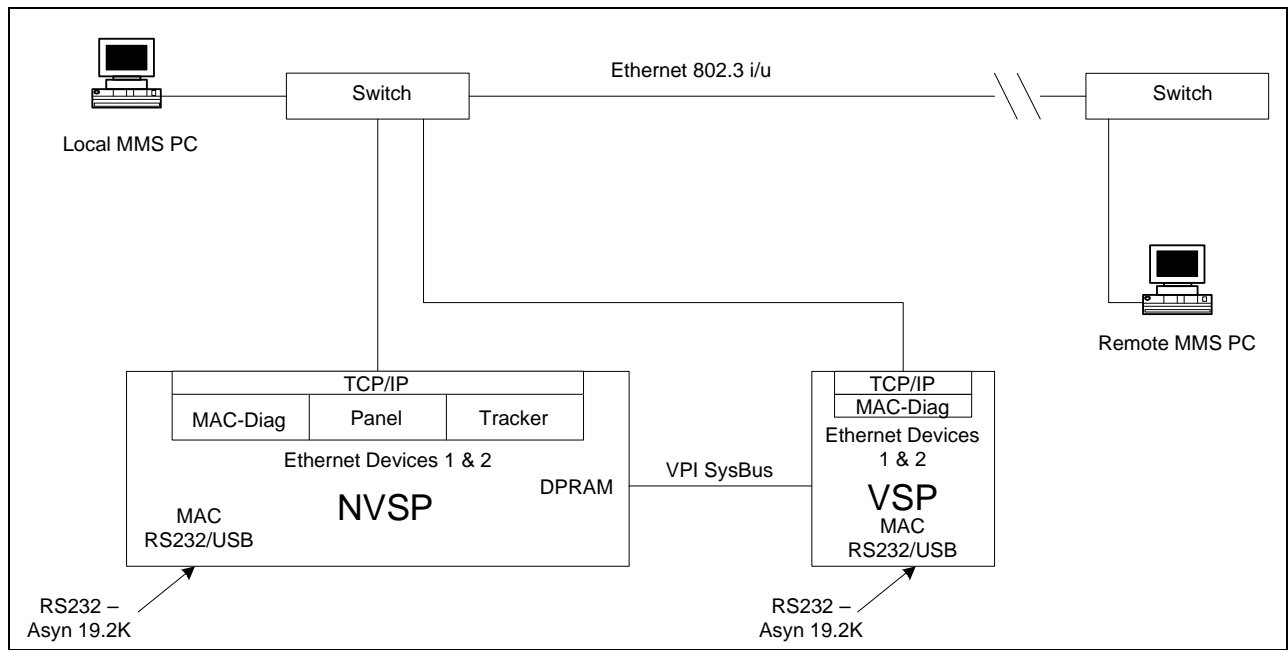 Ethernet 802.3 i/u
Switch
Switch
Local MMS PC
Remote MMS PC
TCP/IP
MAC-Diag
Panel
Tracker
Ethernet Devices 1 & 2
DPRAM
NVSP
MAC
RS232/USB
VPI SysBus
TCP/IP
MAC-Diag
Ethernet Devices
1 & 2
VSP
MAC
RS232/USB
RS232 –
Asyn 19.2K
RS232 –
Asyn 19.2K